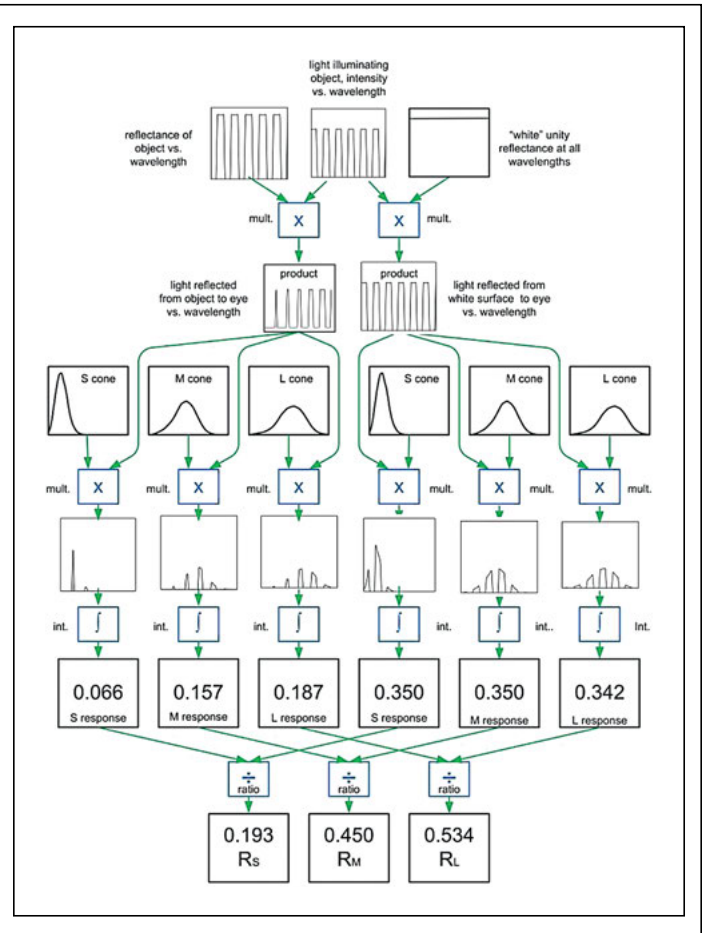 light illuminating
object, intensity
vs. wavelength
reflectance of
object vs.
wavelength
"white" unity
reflectance at all
wavelengths
mult.
X
X
mult.
light reflected
from object to eye
vs. wavelength
product
product
light reflected from
white surface to eye
vs. wavelength
S cone
M cone
L cone
S cone
M cone
L cone
mult.
X
mult.
X
mult.
X
X
mult.
X
mult.
X
mult.
int.
∫
int.
∫
int.
∫
∫
int.
∫
int..
∫
Int.
0.066
S response
0.157
M response
0.187
L response
0.350
S response
0.350
M response
0.342
L response
÷
ratio
÷
ratio
÷
ratio
0.193
RS
0.450
RM
0.534
RL